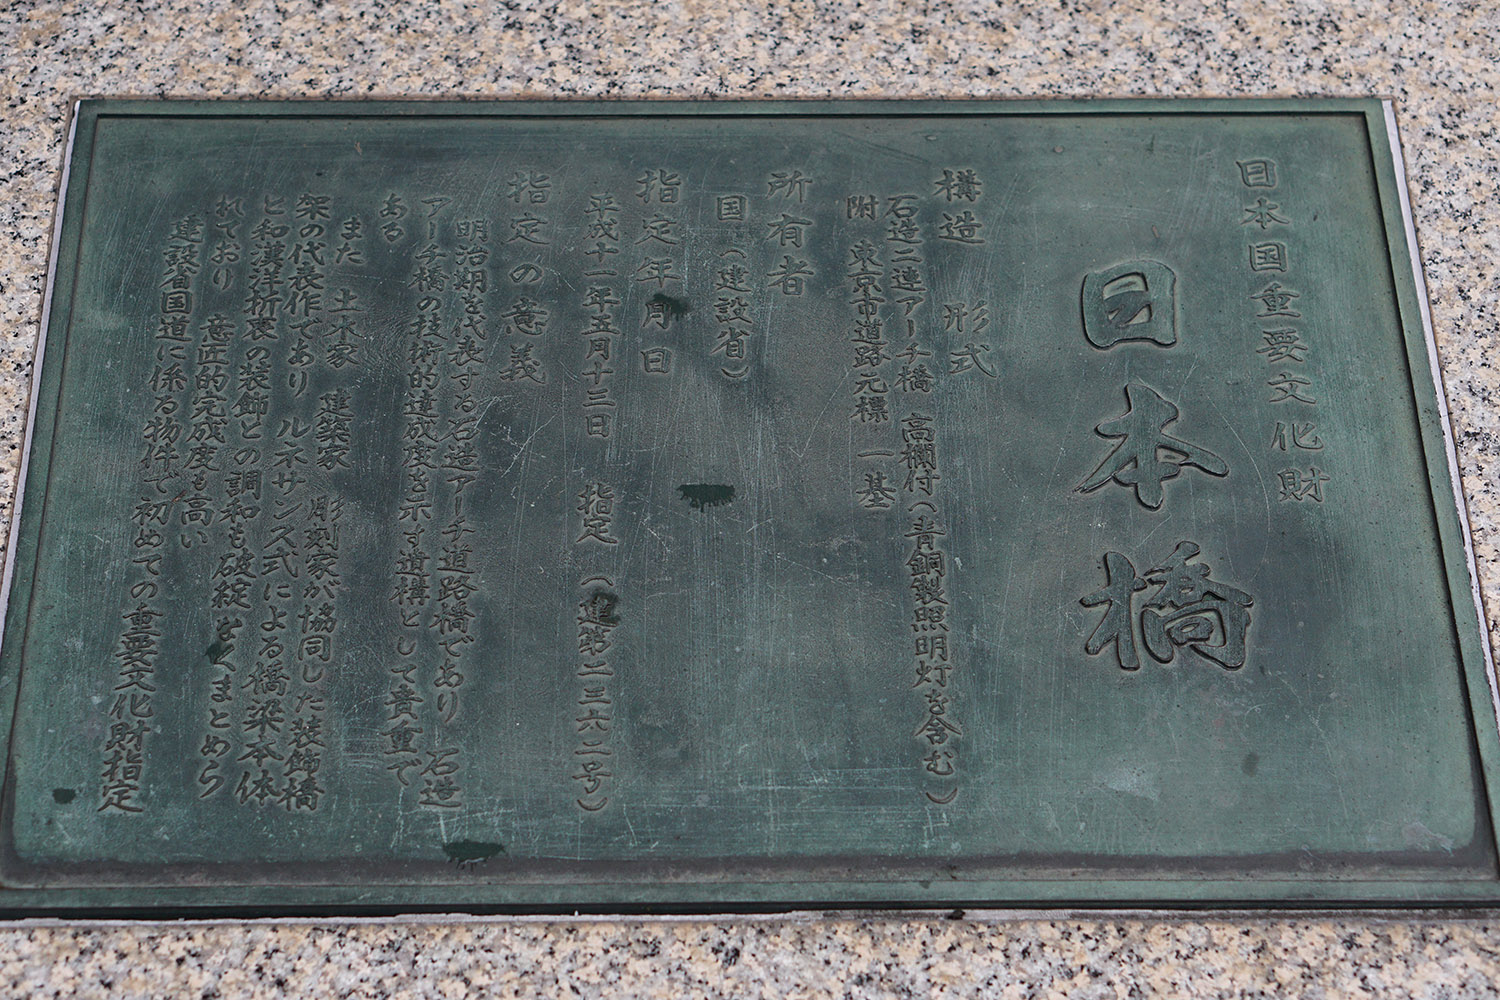 日本国重要文化財
日本橋
構造 形式
石造二連アーチ橋 高欄付(青銅製照明灯を含む)
附 東京市道路元標 一基
所有者
国(建設省)
指定年月日
平成十一年五月十三日 指定 (建第二三六二号)
指定の意義
明治期を代表する石造アーチ道路橋であり 石造
アーチ橋の技術的達成度を示す遺構として貴重で
ある
また 土木家 建築家 彫刻家が協同した装飾橋
架の代表作であり ルネサンス式による橋梁本体
と和漢洋折衷の装飾との調和も破綻なくまとめら
れており 意匠的完成度も高い
建設省国道に係る物件で初めての重要文化財指定